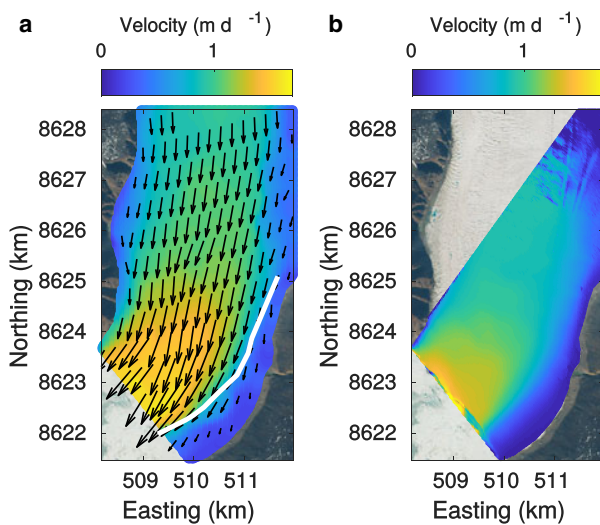 a
Velocity (m d -1)
0 1
8628
8627
8626
8625
8624
8623
8622
Northing (km)
509 510 511
Easting (km)
b
Velocity (m d -1)
0 1
8628
8627
8626
8625
8624
8623
8622
Northing (km)
509 510 511
Easting (km)